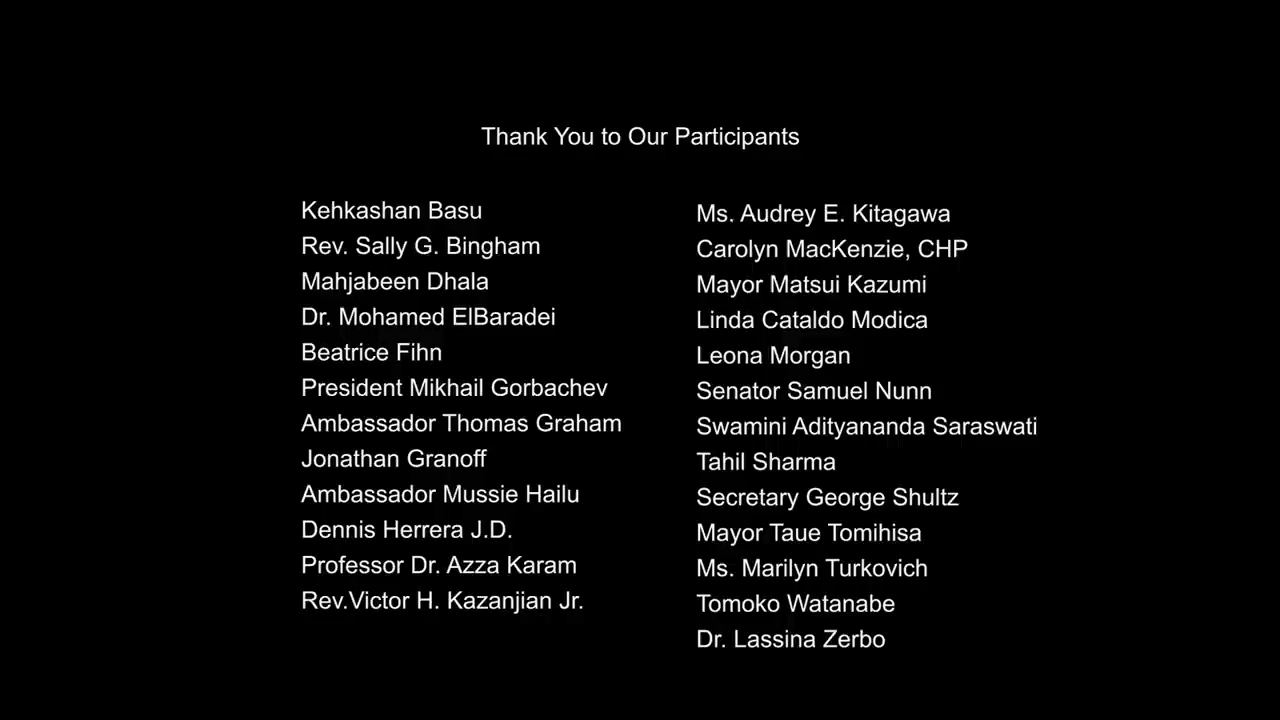 Thank You to Our Participants
Kehkashan Basu
Rev. Sally G. Bingham
Mahjabeen Dhala
Dr. Mohamed ElBaradei
Beatrice Fihn
President Mikhail Gorbachev
Ambassador Thomas Graham
Jonathan Granoff
Ambassador Mussie Hailu
Dennis Herrera J.D.
Professor Dr. Azza Karam
Rev.Victor H. Kazanjian Jr.
Ms. Audrey E. Kitagawa
Carolyn MacKenzie, CHP
Mayor Matsui Kazumi
Linda Cataldo Modica
Leona Morgan
Senator Samuel Nunn
Swamini Adityananda Saraswati
Tahil Sharma
Secretary George Shultz
Mayor Taue Tomihisa
Ms. Marilyn Turkovich
Tomoko Watanabe
Dr. Lassina Zerbo